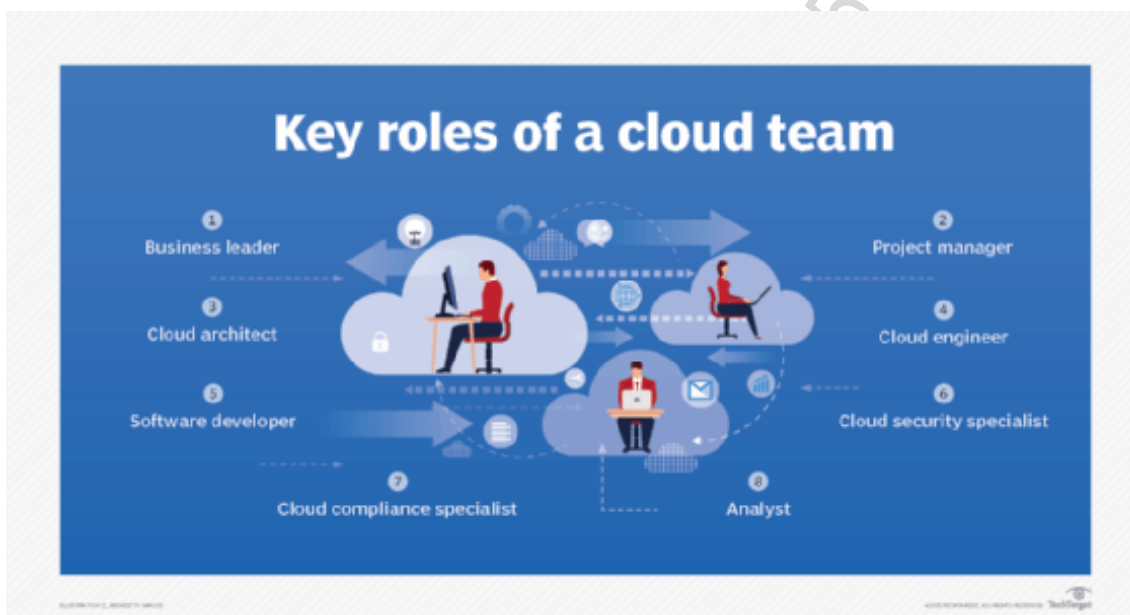 Key roles of a cloud team
1
Business leader
2
Project manager
3
Cloud architect
4
Cloud engineer
5
Software developer
6
Cloud security specialist
7
Cloud compliance specialist
8
Analyst
TechTarget